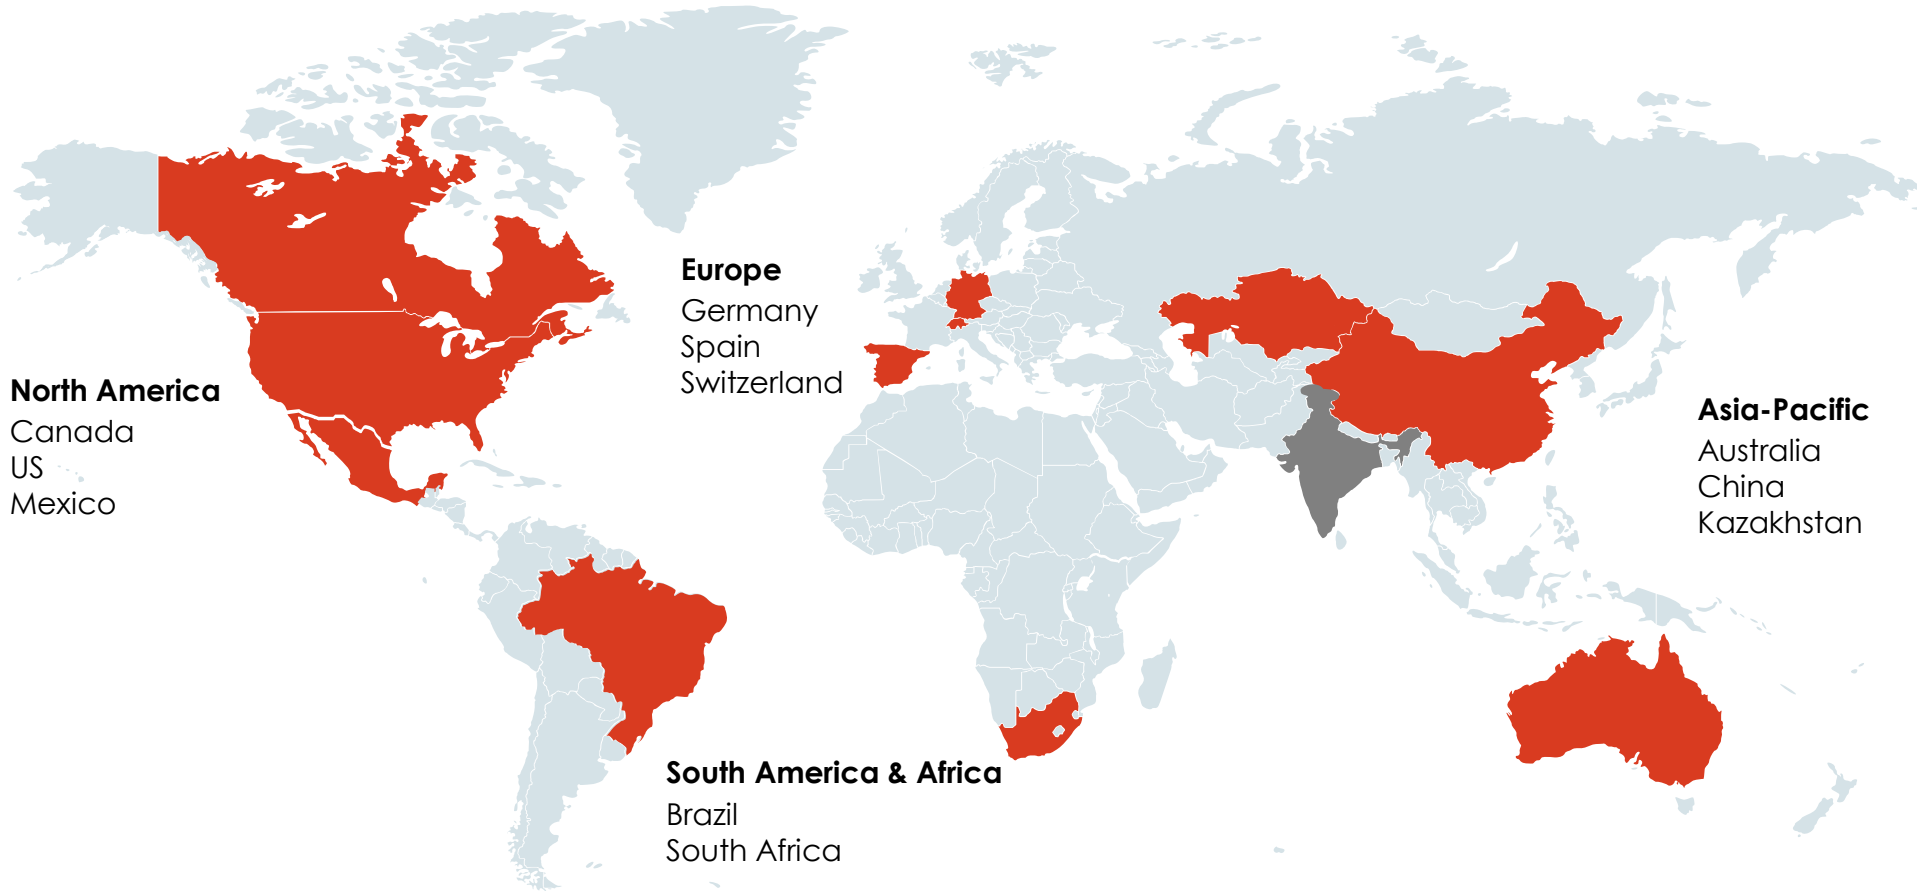 North America
Canada
US
Mexico
Europe
Germany
Spain
Switzerland
South America & Africa
Brazil
South Africa
Asia-Pacific
Australia
China
Kazakhstan